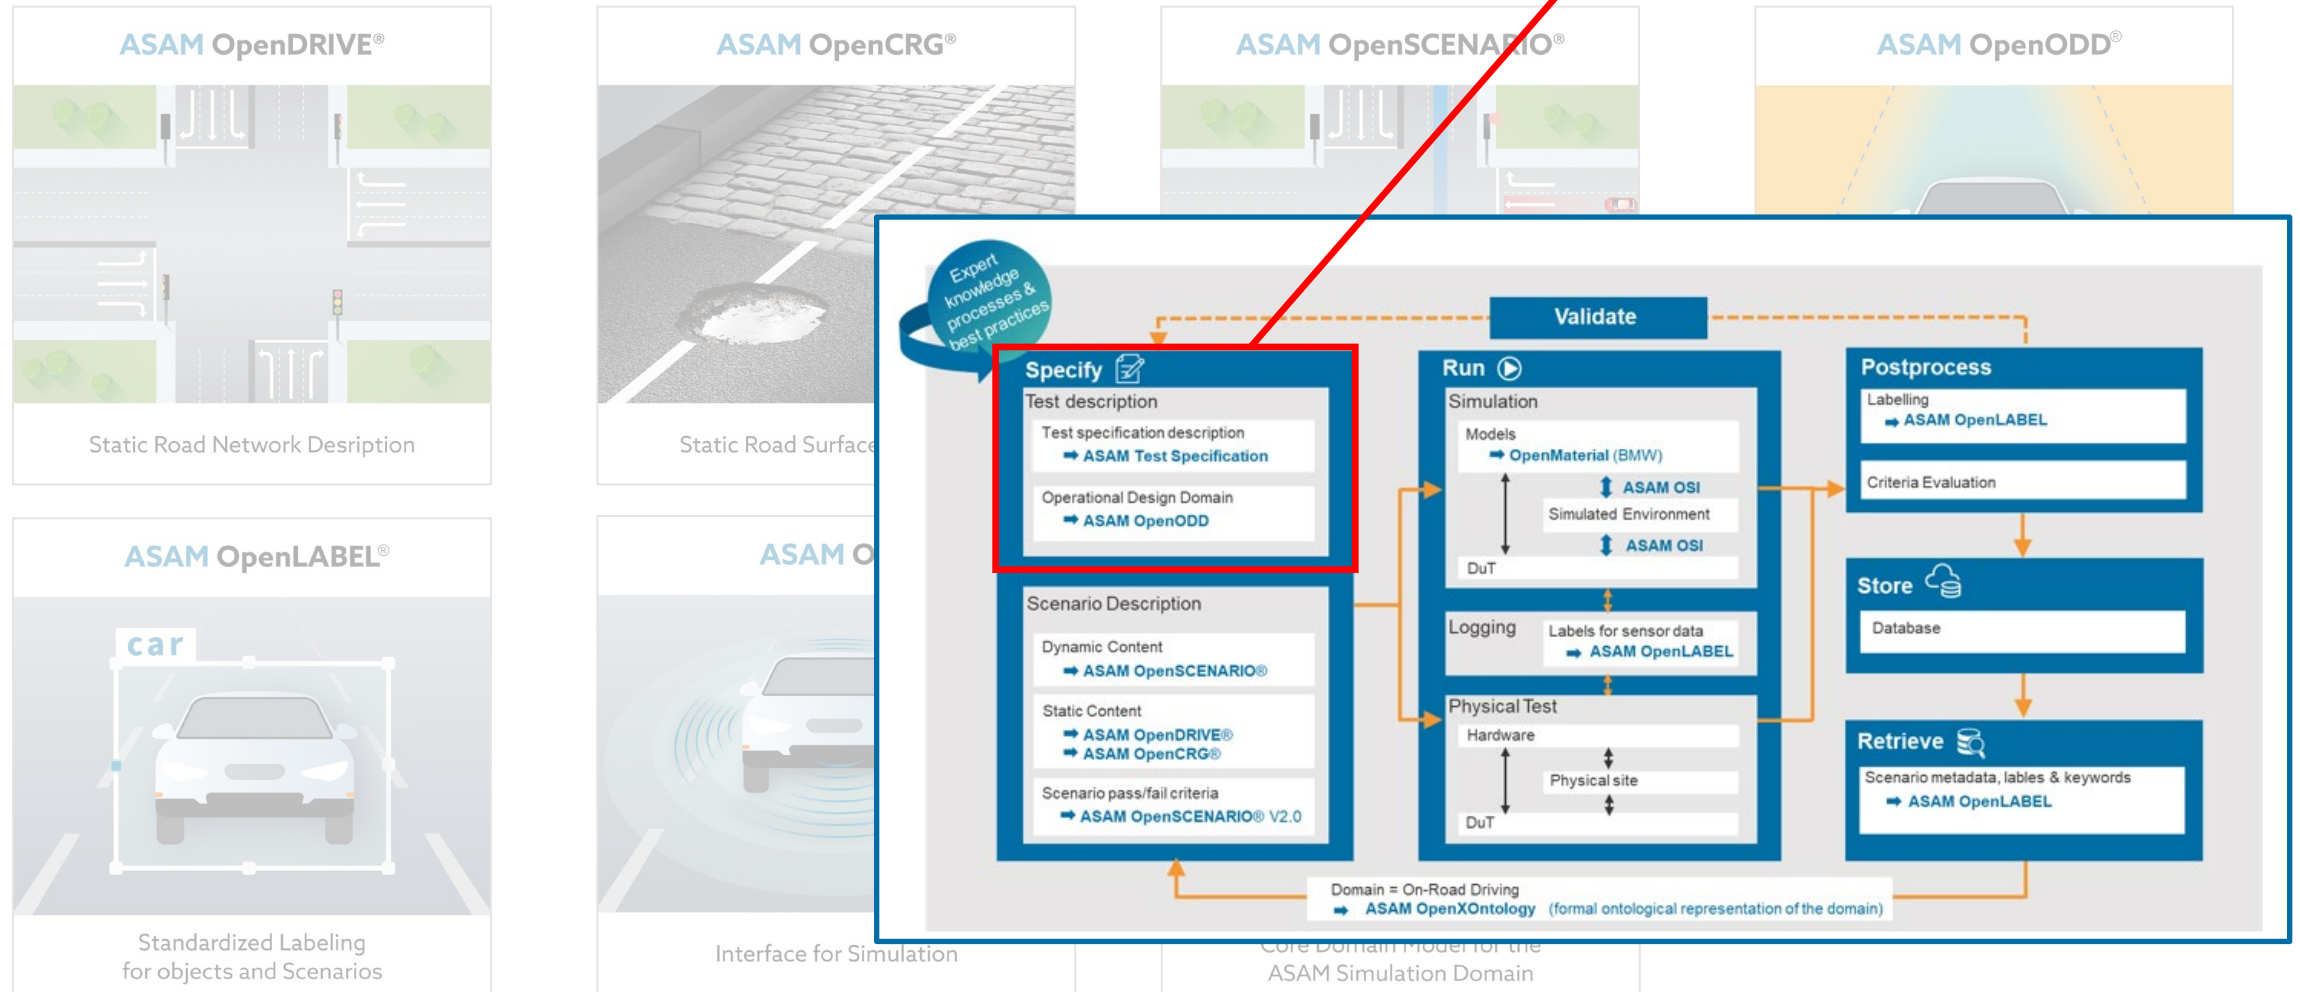 ASAM OpenDRIVE®
ASAM OpenCRG®
ASAM OpenSCENARIO®
ASAM OpenODD®
Static Road Network Desription
Static Road Surface
ASAM OpenLABEL®
ASAM O
car
Standardized Labeling
for objects and Scenarios
Interface for Simulation
Core Domain Model for the
ASAM Simulation Domain
Expert
knowledge
processes &
best practices
Validate
Specify
Test description
Test specification description
➡ ASAM Test Specification
Operational Design Domain
➡ ASAM OpenODD
Scenario Description
Dynamic Content
➡ ASAM OpenSCENARIO®
Static Content
➡ ASAM OpenDRIVE®
➡ ASAM OpenCRG®
Scenario pass/fail criteria
➡ ASAM OpenSCENARIO® V2.0
Run
Simulation
Models
➡ OpenMaterial (BMW)
ASAM OSI
Simulated Environment
ASAM OSI
DuT
Logging
Labels for sensor data
➡ ASAM OpenLABEL
Physical Test
Hardware
Physical site
DuT
Postprocess
Labelling
➡ ASAM OpenLABEL
Criteria Evaluation
Store
Database
Retrieve
Scenario metadata, lables & keywords
➡ ASAM OpenLABEL
Domain = On-Road Driving
➡ ASAM OpenXOntology (formal ontological representation of the domain)